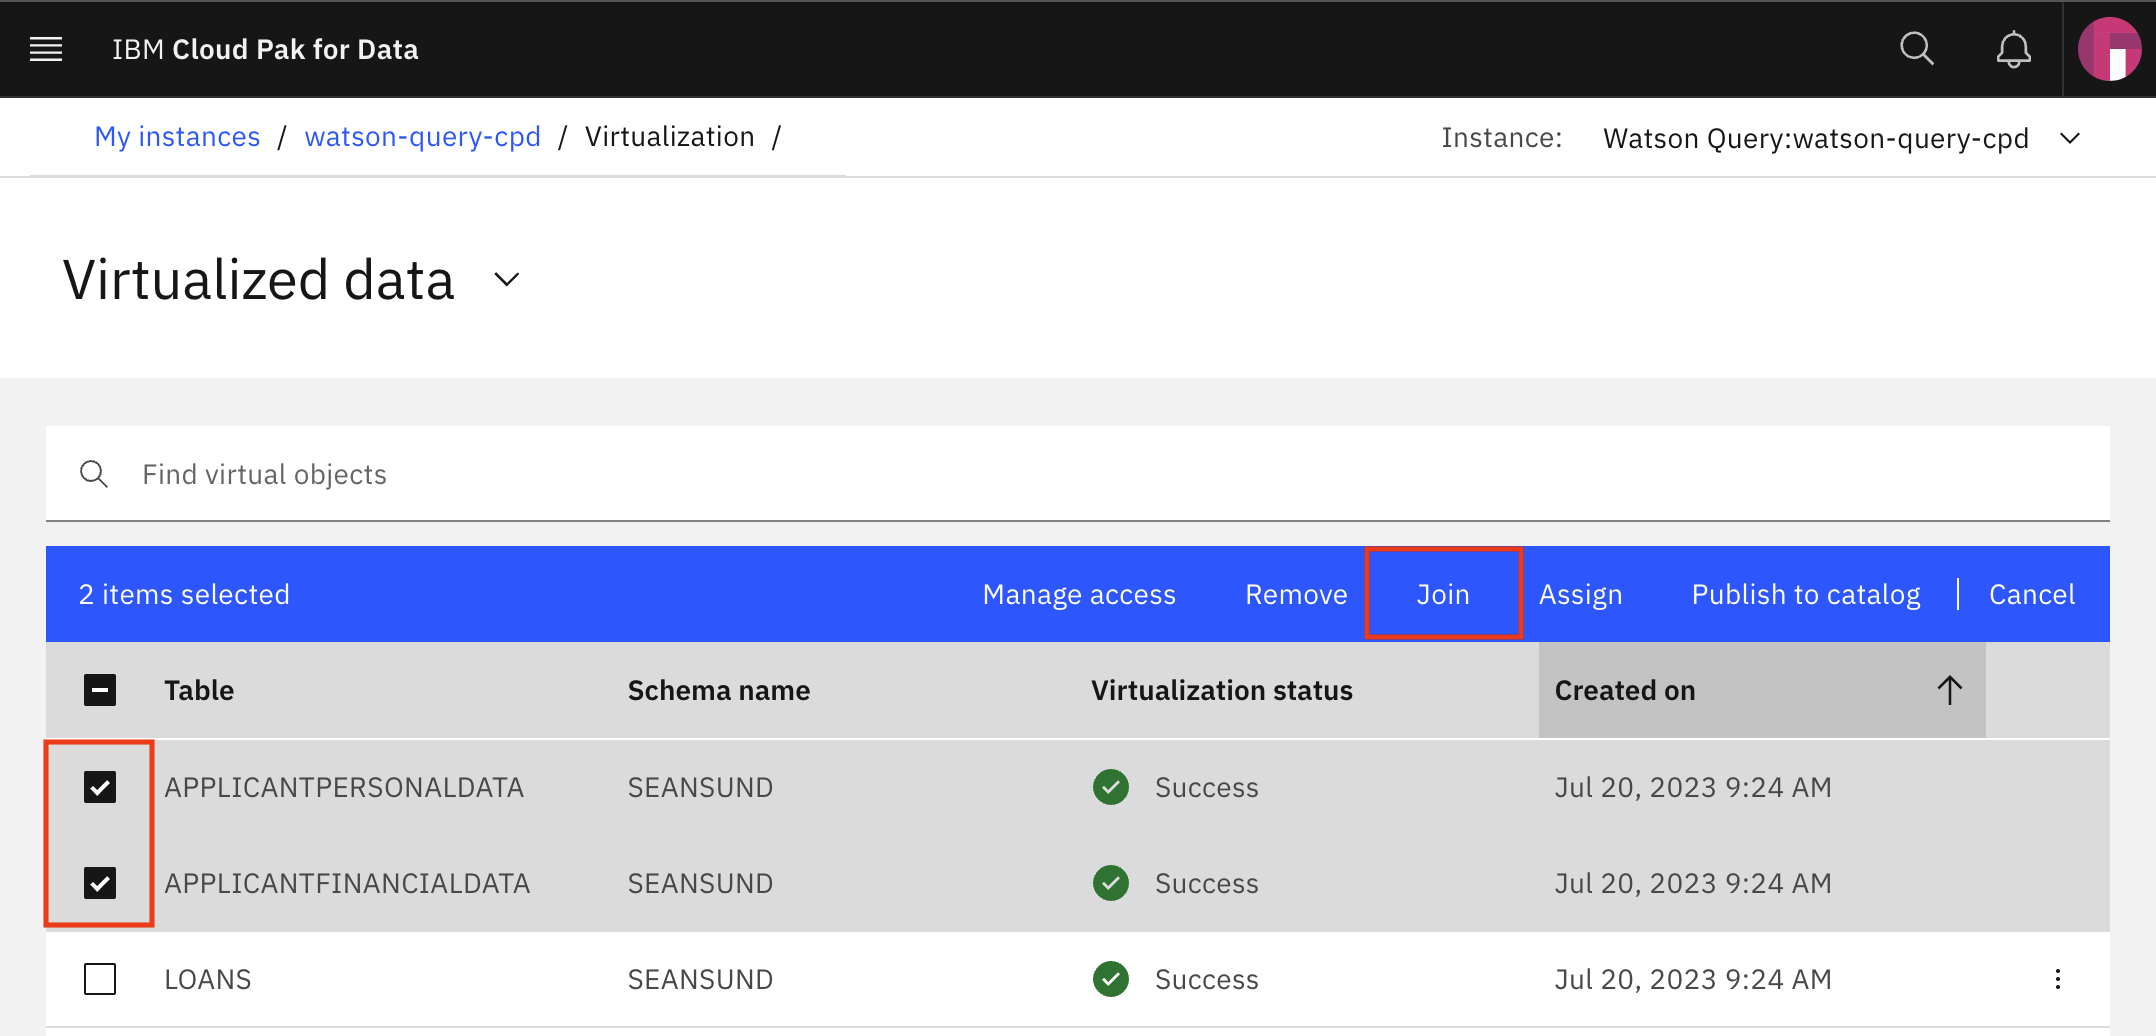 IBM Cloud Pak for Data
My instances / watson-query-cpd / Virtualization / Instance: Watson Query:watson-query-cpd
Virtualized data
Find virtual objects
2 items selected Manage access Remove Join Assign Publish to catalog | Cancel
Table Schema name Virtualization status Created on
APPLICANTPERSONALDATA SEANSUND Success Jul 20, 2023 9:24 AM
APPLICANTFINANCIALDATA SEANSUND Success Jul 20, 2023 9:24 AM
LOANS SEANSUND Success Jul 20, 2023 9:24 AM